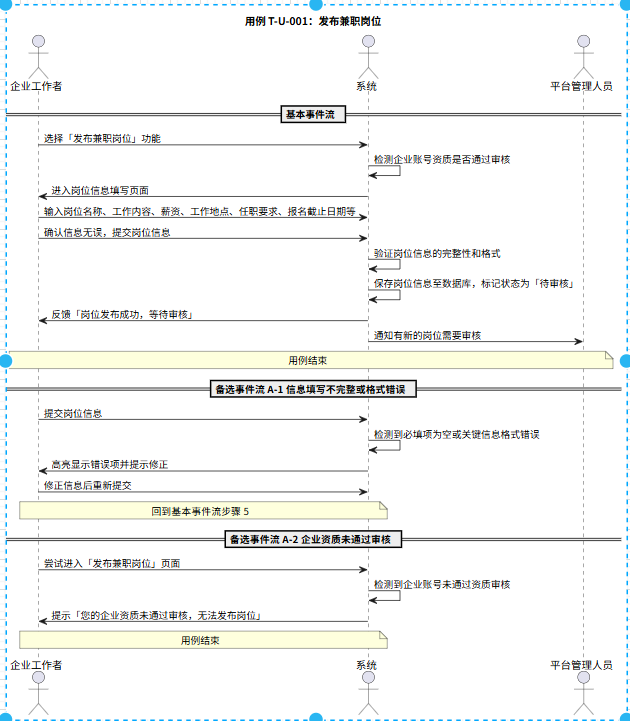 用例 T-U-001：发布兼职岗位
企业工作者 系统 平台管理人员
基本事件流
选择「发布兼职岗位」功能
检测企业账号资质是否通过审核
进入岗位信息填写页面
输入岗位名称、工作内容、薪资、工作地点、任职要求、报名截止日期等
确认信息无误，提交岗位信息
验证岗位信息的完整性和格式
保存岗位信息至数据库，标记状态为「待审核」
反馈「岗位发布成功，等待审核」
通知有新的岗位需要审核
用例结束
备选事件流 A-1 信息填写不完整或格式错误
提交岗位信息
检测到必填项为空或关键信息格式错误
高亮显示错误项并提示修正
修正信息后重新提交
回到基本事件流步骤 5
备选事件流 A-2 企业资质未通过审核
尝试进入「发布兼职岗位」页面
检测到企业账号未通过资质审核
提示「您的企业资质未通过审核，无法发布岗位」
用例结束
企业工作者 系统 平台管理人员